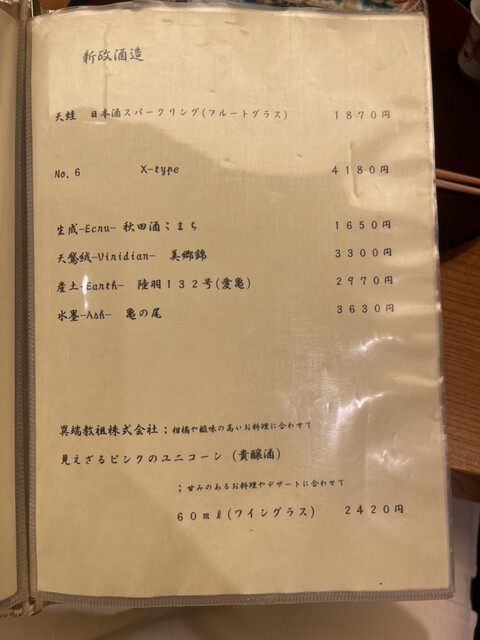 新政酒造
天蛙 日本酒スパークリング(フルートグラス) 1870円
No.6 X-type 4180円
生成-Ecru- 秋田酒こまち 1650円
天鵞絨-Viridian- 美郷錦 3300円
産土-Earth- 陸羽132号(愛亀) 2970円
水墨-Ash- 亀の尾 3630円
異端教祖株式会社;柑橘や酸味の高いお料理に合わせて
見えざるピンクのユニコーン(貴醸酒)
;甘みのあるお料理やデザートに合わせて
60mℓ(ワイングラス) 2420円